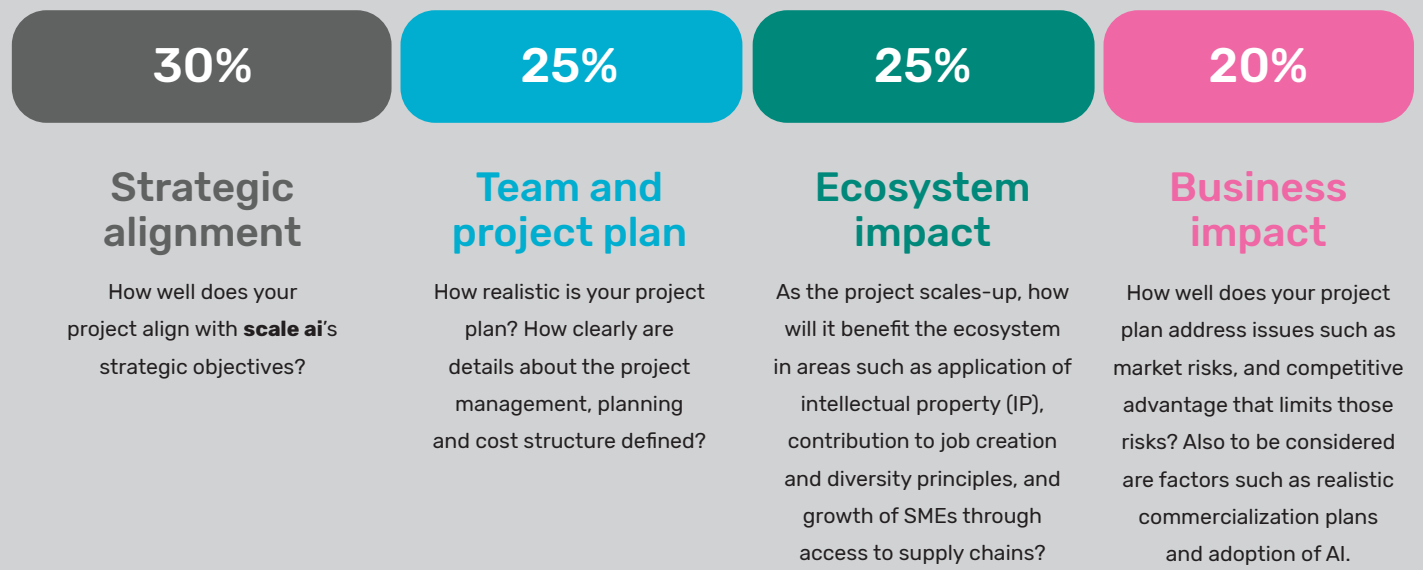 30%
25%
25%
20%
Strategic
alignment
How well does your
project align with scale ai's
strategic objectives?
Team and
project plan
How realistic is your project
plan? How clearly are
details about the project
management, planning
and cost structure defined?
Ecosystem
impact
As the project scales-up, how
will it benefit the ecosystem
in areas such as application of
intellectual property (IP),
contribution to job creation
and diversity principles, and
growth of SMEs through
access to supply chains?
Business
impact
How well does your project
plan address issues such as
market risks, and competitive
advantage that limits those
risks? Also to be considered
are factors such as realistic
commercialization plans
and adoption of AI.